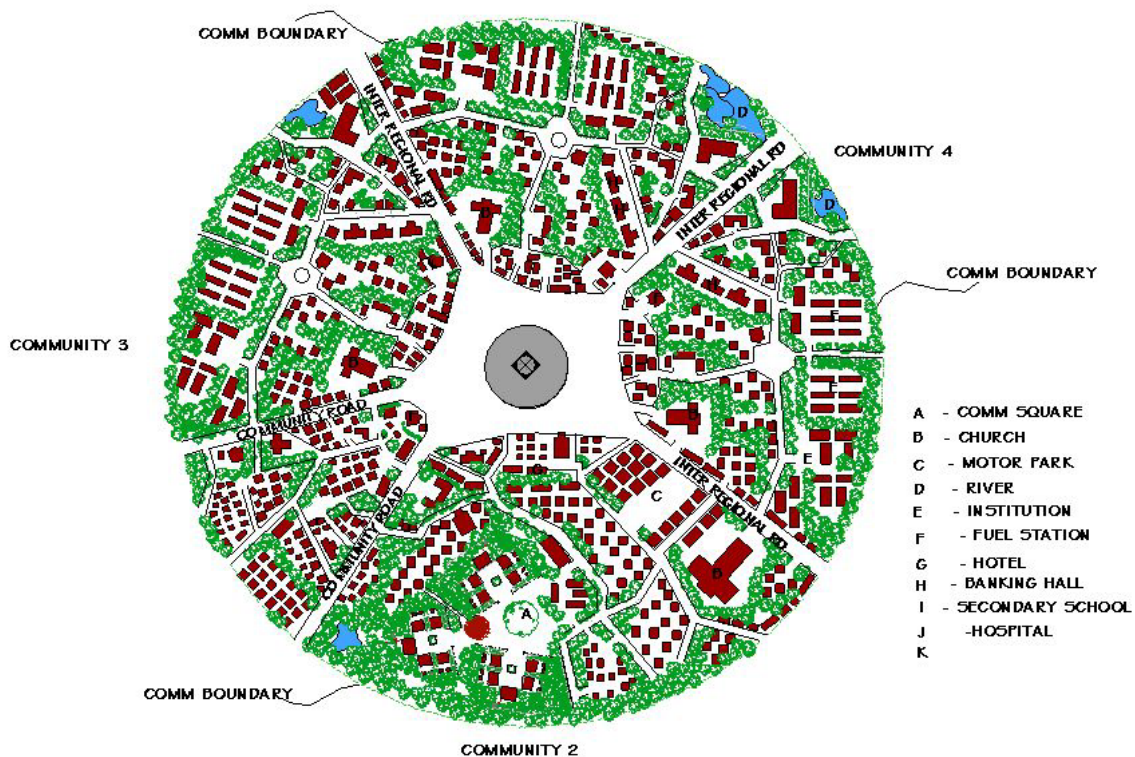 COMM BOUNDARY
INTER REGIONAL RD
D
COMMUNITY 4
INTER REGIONAL RD
D
B
COMM BOUNDARY
COMMUNITY 3
E
B
F
COMMUNITY ROAD
B
E
G
C
INTER REGIONAL RD.
COMMUNITY ROAD
B
A
COMM BOUNDARY
COMMUNITY 2
A - COMM SQUARE
B - CHURCH
C - MOTOR PARK
D - RIVER
E - INSTITUTION
F - FUEL STATION
G - HOTEL
H - BANKING HALL
I - SECONDARY SCHOOL
J -HOSPITAL
K